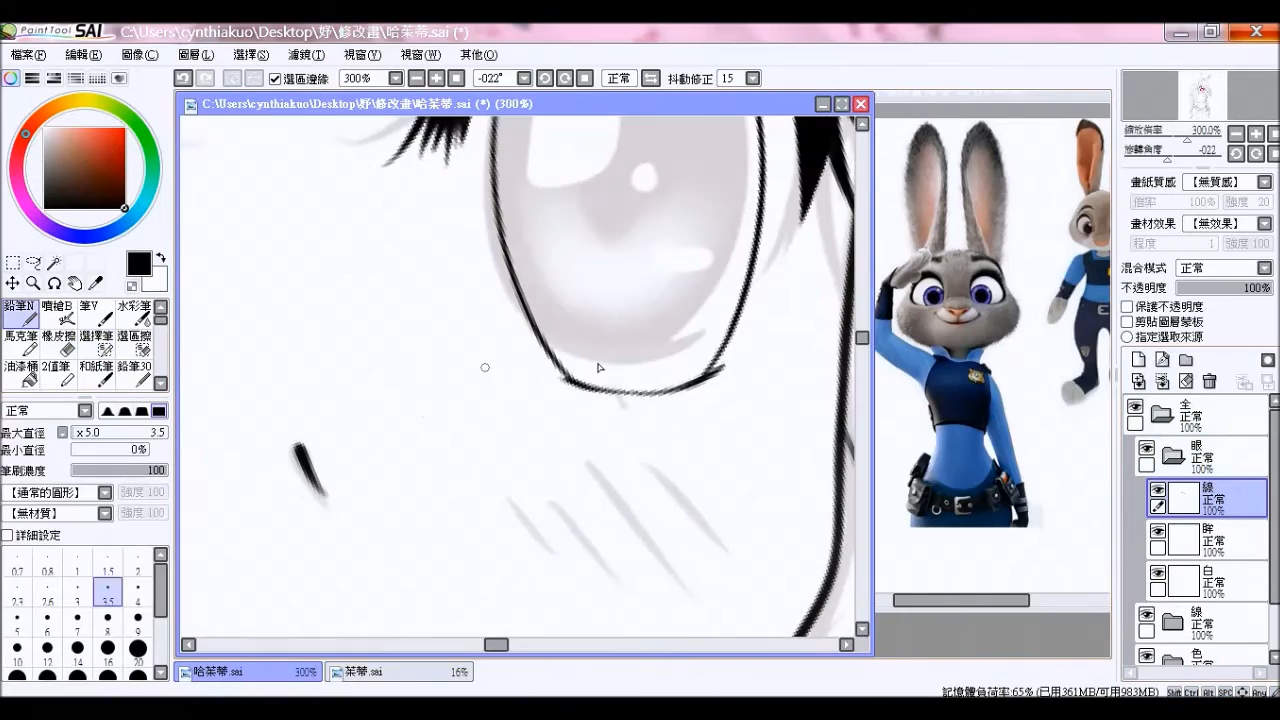 PaintTool SAI C:\Users\cynthiakuo\Desktop\妤\修改畫\哈茱蒂.sai (*)
檔案(F) 編輯(E) 圖像(C) 圖層(L) 選擇(S) 濾鏡(T) 視窗(V) 視窗(W) 其他(O)
選區邊緣 300% -022° 正常 抖動修正 15
C:\Users\cynthiakuo\Desktop\妤\修改畫\哈茱蒂.sai (*) (300%)
縮放倍率 300.0%
旋轉角度 -022
畫紙質感 【無質感】
倍率 100% 強度 20
畫材效果 【無效果】
程度 1 強度 100
混合模式 正常
不透明度 100%
保護不透明度
剪貼圖層蒙板
指定選取來源
鉛筆N 噴槍B 筆V 水彩筆
馬克筆 橡皮擦 選擇筆 選區擦
油漆桶 2值筆 和紙筆 鉛筆30
正常
最大直徑 x 5.0 3.5
最小直徑 0%
筆刷濃度 100
【通常的圓形】 強度 100
【無材質】 強度 100
詳細設定
0.7 0.8 1 1.5 2
2.3 2.6 3 3.5 4
5 6 7 8 9
10 12 14 16 20
全
正常
100%
眼
正常
100%
線
正常
100%
眸
正常
100%
白
正常
100%
線
正常
100%
色
正常
哈茱蒂.sai 300% 茱蒂.sai 16%
記憶體負荷率:65% (已用361MB/可用983MB) Shift Ctrl Alt SPC Any